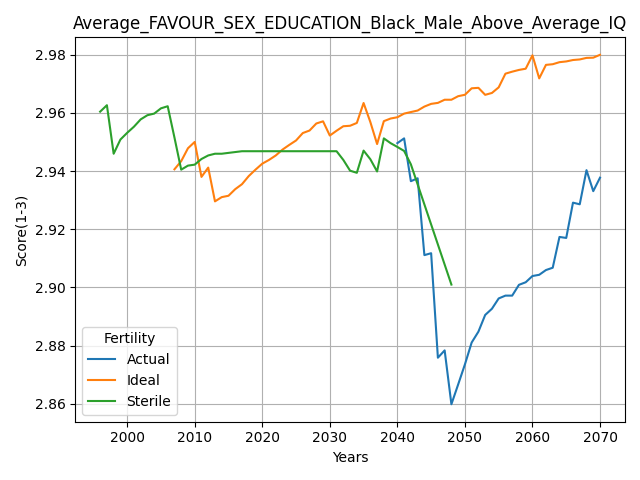 Average_FAVOUR_SEX_EDUCATION_Black_Male_Above_Average_IQ
2.98
2.96
2.94
2.92
2.90
2.88
2.86
Score(1-3)
Fertility
Actual
Ideal
Sterile
2000 2010 2020 2030 2040 2050 2060 2070
Years